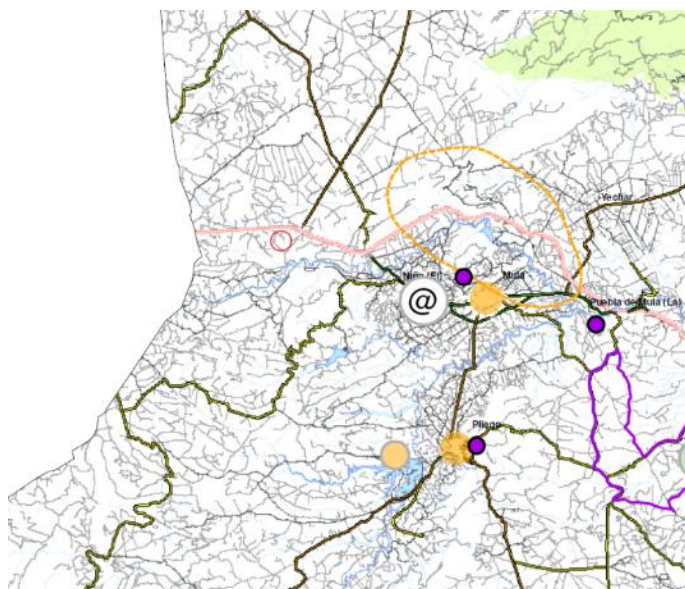 Yechar
Niño (El)
Mula
Puebla de Mula (La)
@
Pliego